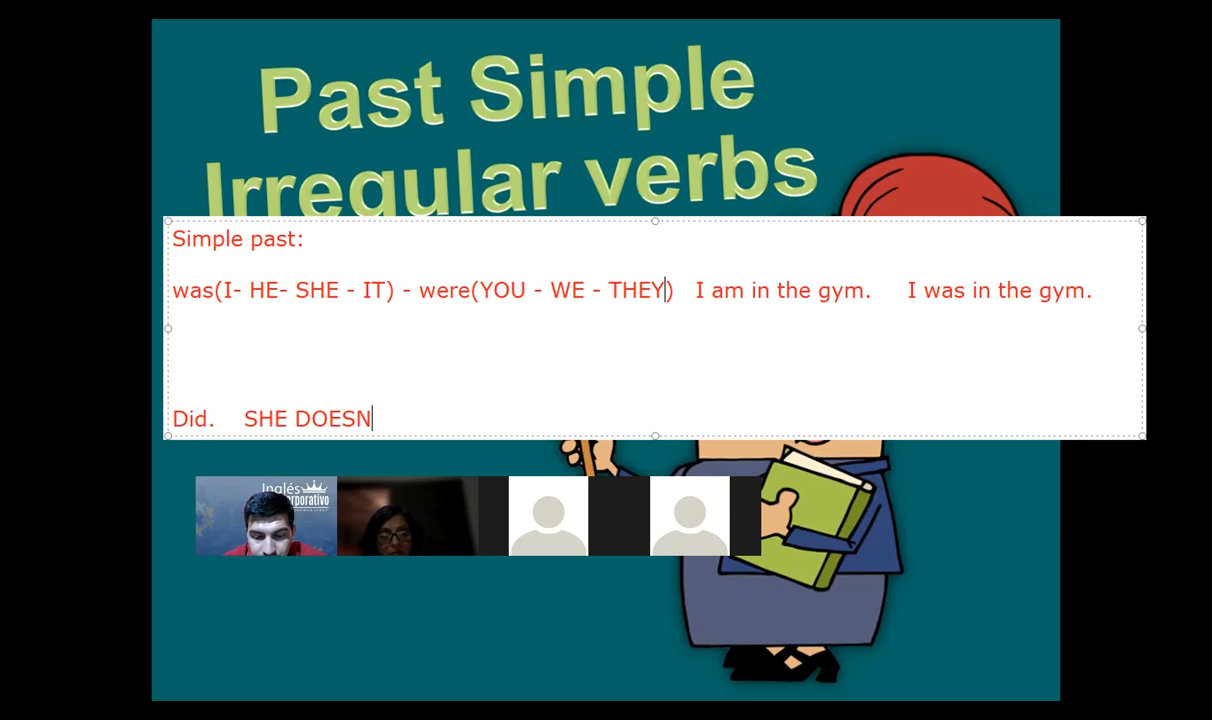 Past Simple
Irregular verbs
Simple past:
was(I- HE- SHE - IT) - were(YOU - WE - THEY) I am in the gym. I was in the gym.
Did. SHE DOESN
Inglés
orporativo